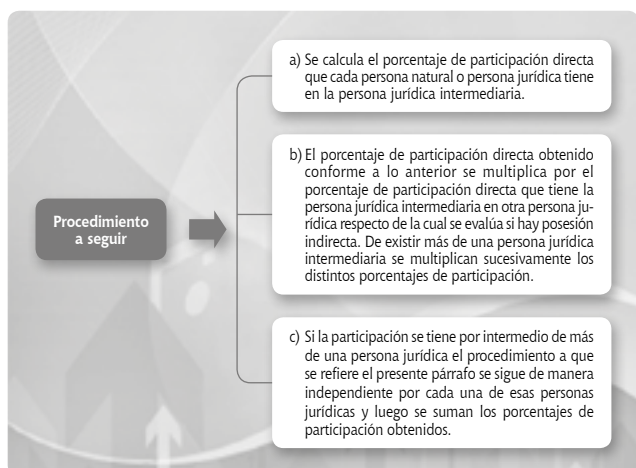 Procedimiento
a seguir
a) Se calcula el porcentaje de participación directa
que cada persona natural o persona jurídica tiene
en la persona jurídica intermediaria.
b) El porcentaje de participación directa obtenido
conforme a lo anterior se multiplica por el
porcentaje de participación directa que tiene la
persona jurídica intermediaria en otra persona ju-
rídica respecto de la cual se evalúa si hay posesión
indirecta. De existir más de una persona jurídica
intermediaria se multiplican sucesivamente los
distintos porcentajes de participación.
c) Si la participación se tiene por intermedio de más
de una persona jurídica el procedimiento a que
se refiere el presente párrafo se sigue de manera
independiente por cada una de esas personas
jurídicas y luego se suman los porcentajes de
participación obtenidos.